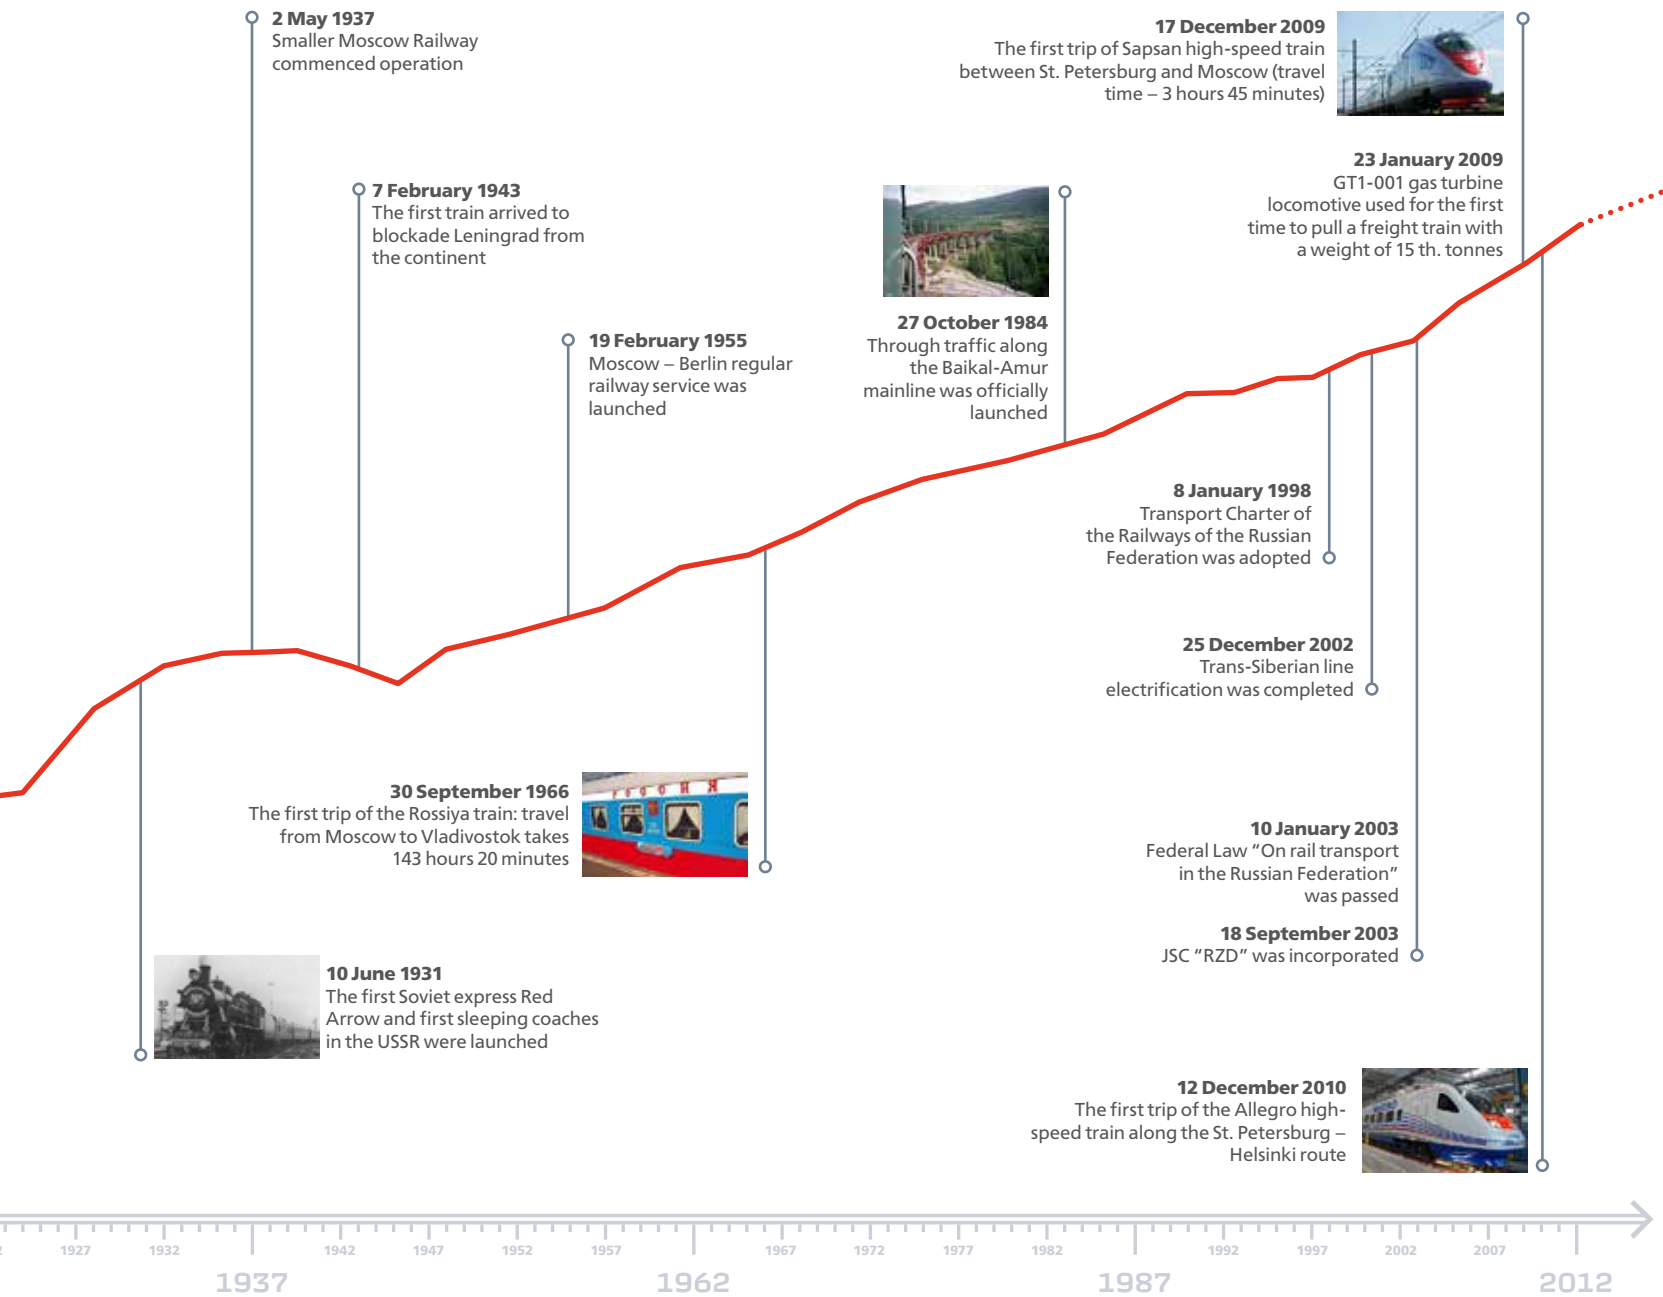 2 May 1937
Smaller Moscow Railway
commenced operation
17 December 2009
The first trip of Sapsan high-speed train
between St. Petersburg and Moscow (travel
time – 3 hours 45 minutes)
23 January 2009
GT1-001 gas turbine
locomotive used for the first
time to pull a freight train with
a weight of 15 th. tonnes
7 February 1943
The first train arrived to
blockade Leningrad from
the continent
27 October 1984
Through traffic along
the Baikal-Amur
mainline was officially
launched
19 February 1955
Moscow – Berlin regular
railway service was
launched
8 January 1998
Transport Charter of
the Railways of the Russian
Federation was adopted
25 December 2002
Trans-Siberian line
electrification was completed
30 September 1966
The first trip of the Rossiya train: travel
from Moscow to Vladivostok takes
143 hours 20 minutes
РОССИЯ
10 January 2003
Federal Law “On rail transport
in the Russian Federation”
was passed
18 September 2003
JSC “RZD” was incorporated
10 June 1931
The first Soviet express Red
Arrow and first sleeping coaches
in the USSR were launched
12 December 2010
The first trip of the Allegro high-
speed train along the St. Petersburg –
Helsinki route
2 1927 1932 1942 1947 1952 1957 1967 1972 1977 1982 1992 1997 2002 2007
1937 1962 1987 2012